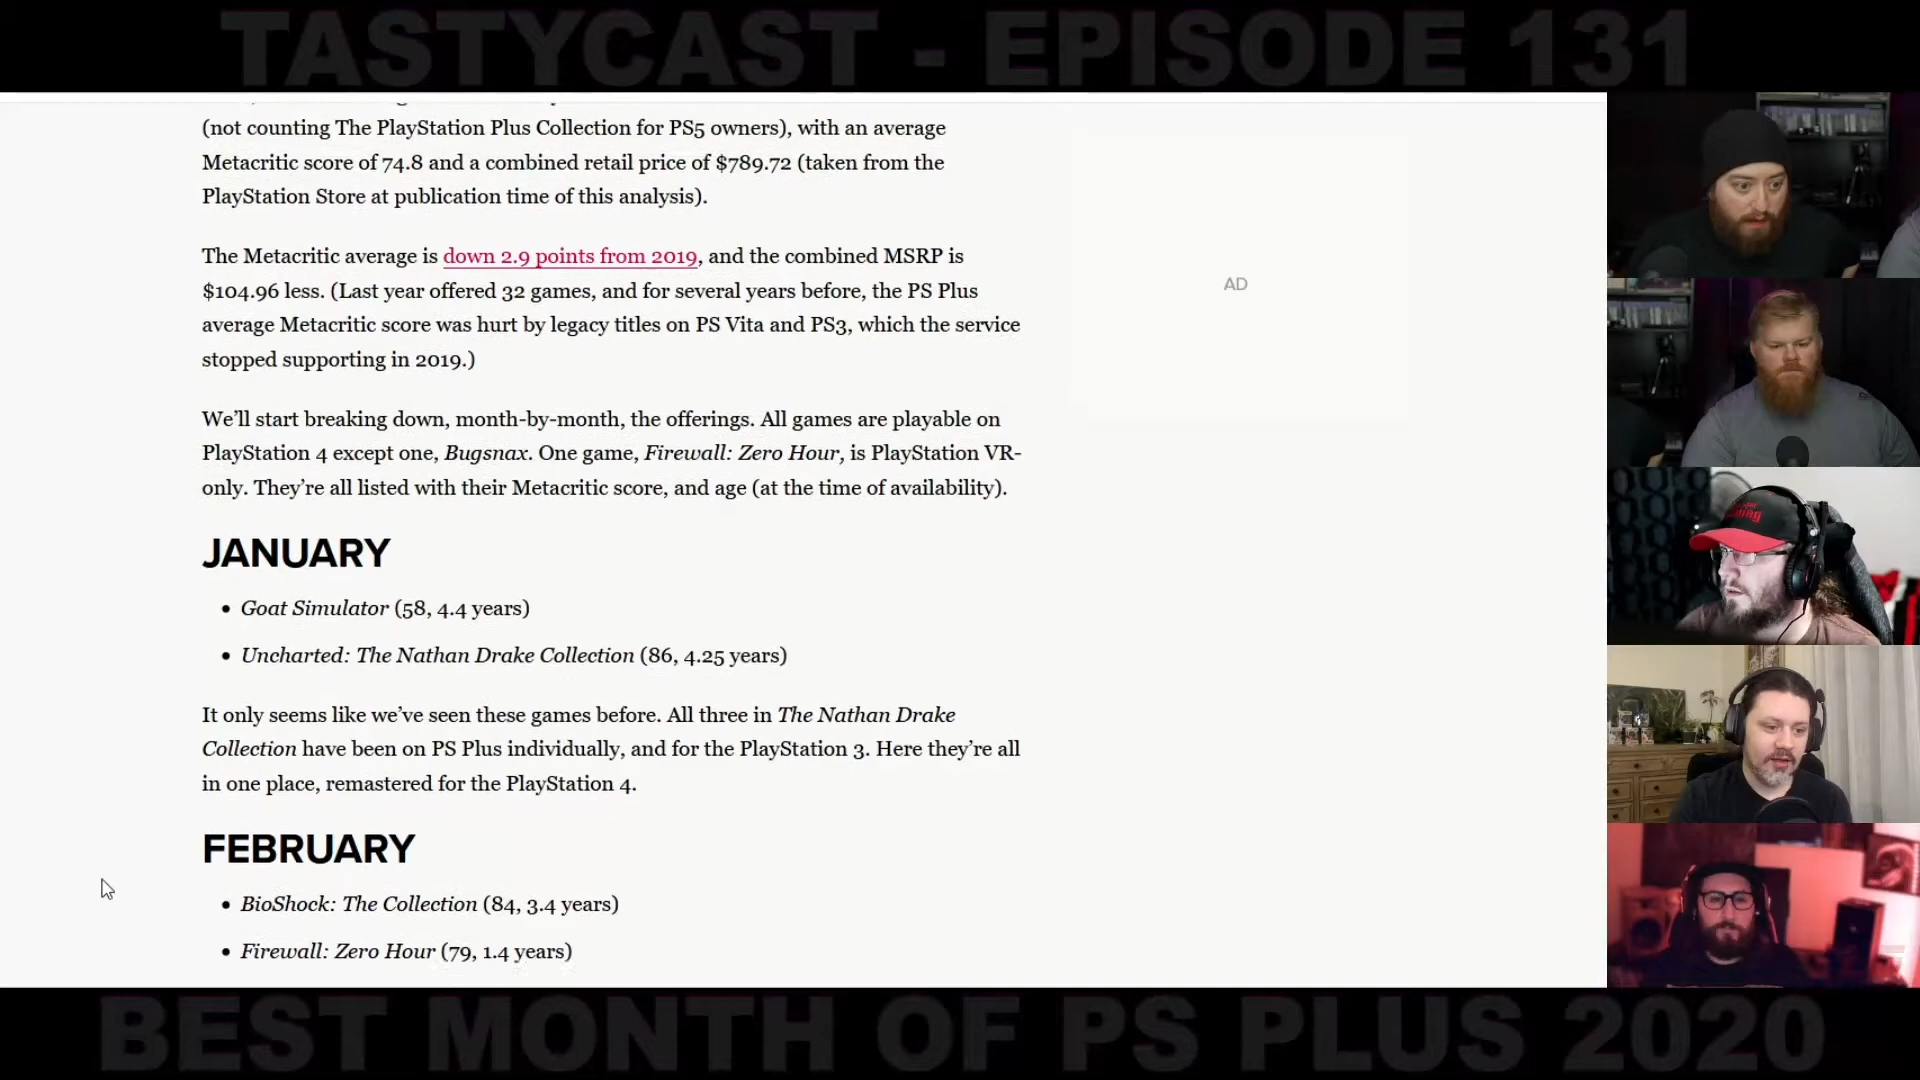 TASTYCAST - EPISODE 131
(not counting The PlayStation Plus Collection for PS5 owners), with an average
Metacritic score of 74.8 and a combined retail price of $789.72 (taken from the
PlayStation Store at publication time of this analysis).
The Metacritic average is down 2.9 points from 2019, and the combined MSRP is
$104.96 less. (Last year offered 32 games, and for several years before, the PS Plus
average Metacritic score was hurt by legacy titles on PS Vita and PS3, which the service
stopped supporting in 2019.)
We’ll start breaking down, month-by-month, the offerings. All games are playable on
PlayStation 4 except one, Bugsnax. One game, Firewall: Zero Hour, is PlayStation VR-
only. They’re all listed with their Metacritic score, and age (at the time of availability).
JANUARY
• Goat Simulator (58, 4.4 years)
• Uncharted: The Nathan Drake Collection (86, 4.25 years)
It only seems like we’ve seen these games before. All three in The Nathan Drake
Collection have been on PS Plus individually, and for the PlayStation 3. Here they’re all
in one place, remastered for the PlayStation 4.
FEBRUARY
• BioShock: The Collection (84, 3.4 years)
• Firewall: Zero Hour (79, 1.4 years)
AD
BEST MONTH OF PS PLUS 2020